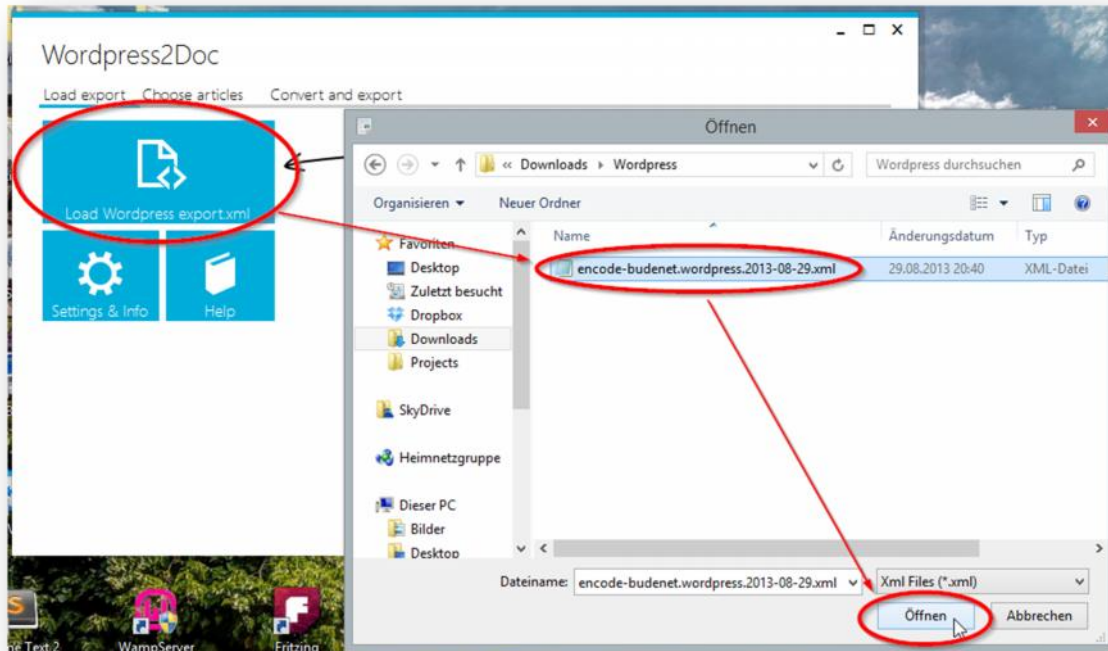 Wordpress2Doc
Load export Choose articles Convert and export
Load Wordpress export.xml
Settings & Info Help
Öffnen
« Downloads Wordpress
Wordpress durchsuchen
Organisieren Neuer Ordner
Favoriten
Desktop
Zuletzt besucht
Dropbox
Downloads
Projects
SkyDrive
Heimnetzgruppe
Dieser PC
Bilder
Desktop
Name Änderungsdatum Typ
encode-budenet.wordpress.2013-08-29.xml 29.08.2013 20:40 XML-Datei
Dateiname: encode-budenet.wordpress.2013-08-29.xml Xml Files (*.xml)
Öffnen Abbrechen
Text 2 WampServer Fritzing